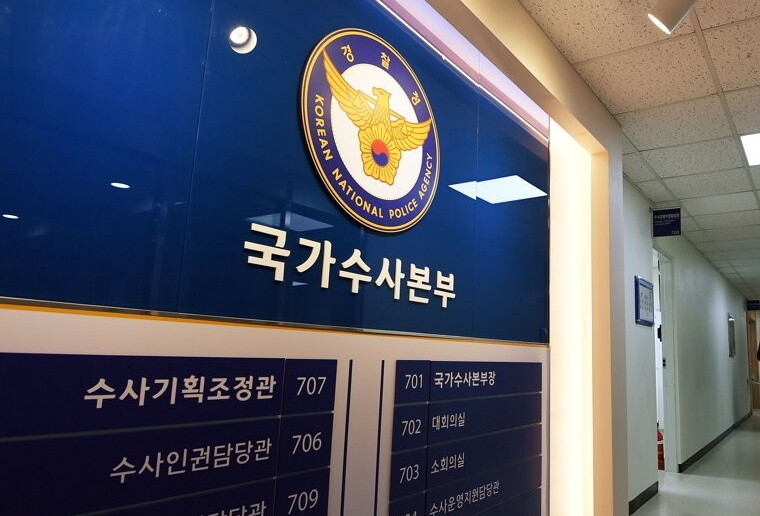 경찰청
KOREAN NATIONAL POLICE AGENCY
국가수사본부
수사기획조정관 707
수사인권담당관 706
709
701 국가수사본부장
702 대회의실
703 소회의실
수사운영지원담당관